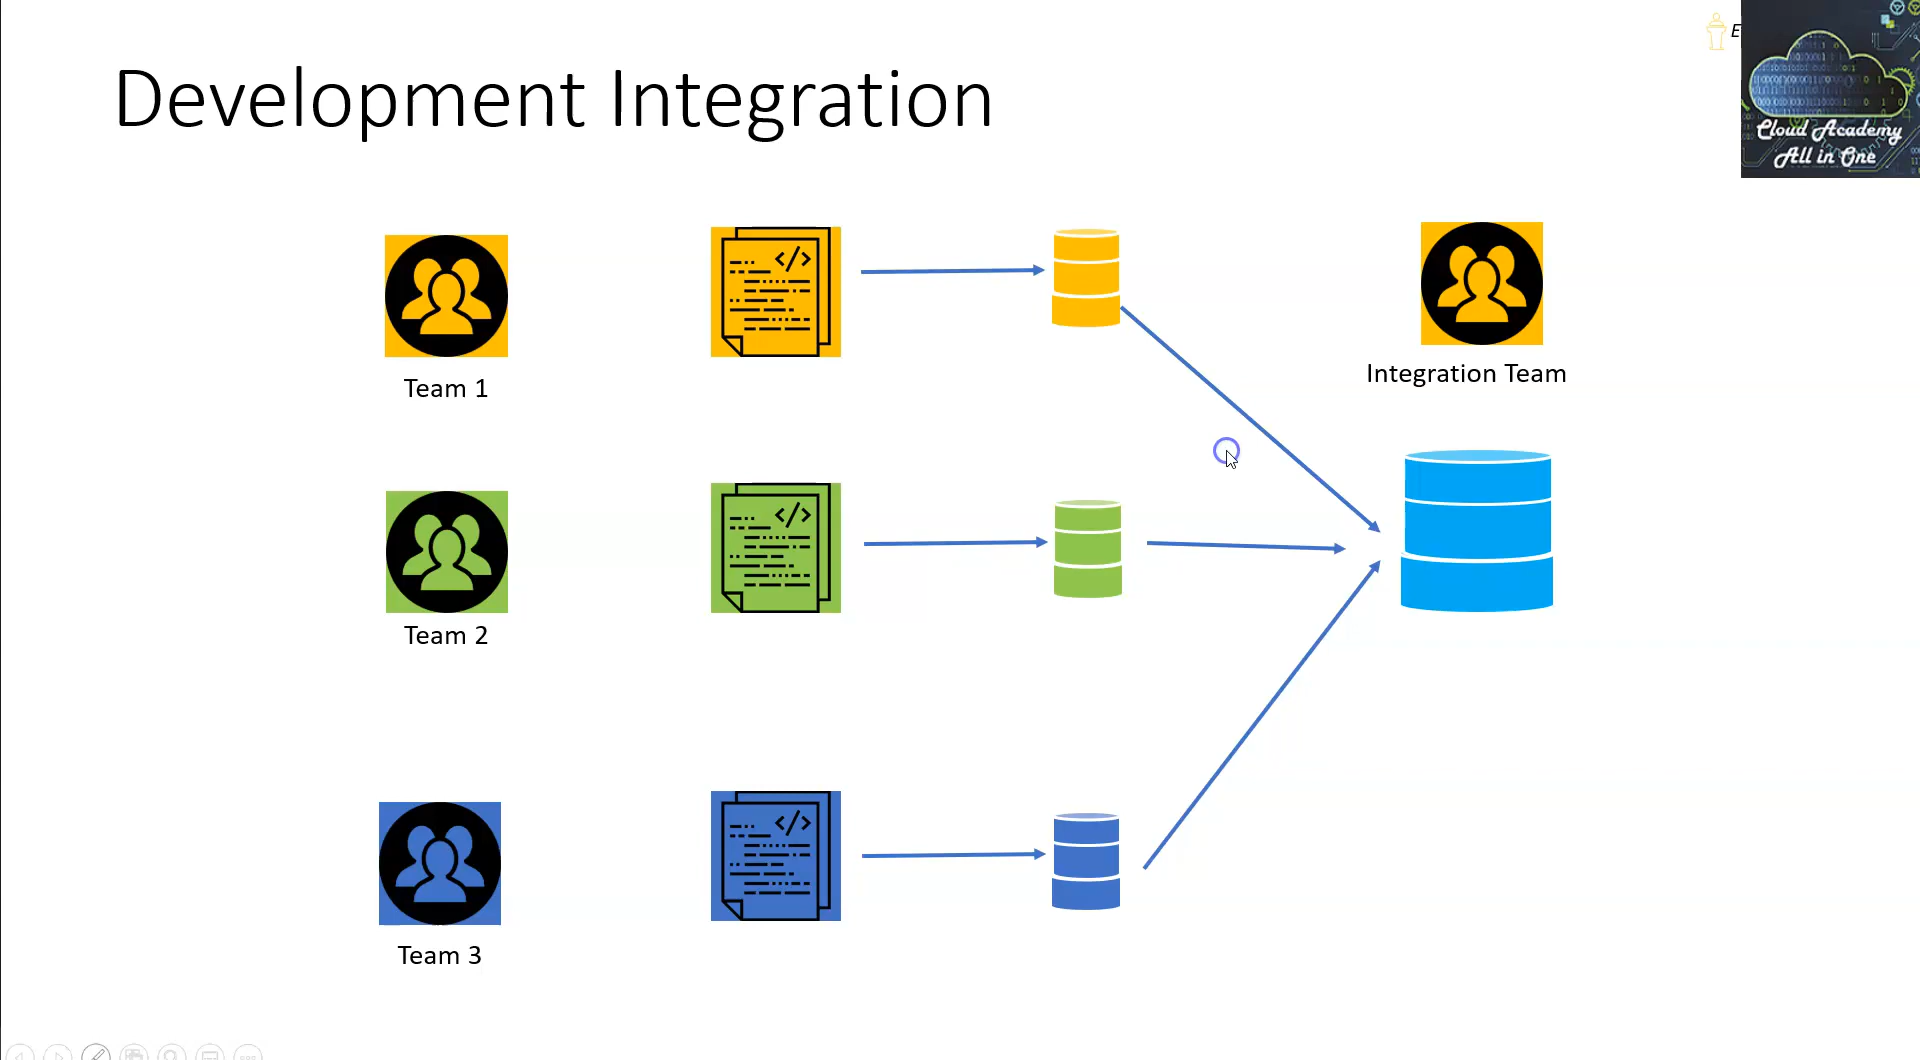 Development Integration
E
Cloud Academy
All in One
Team 1
Integration Team
Team 2
Team 3